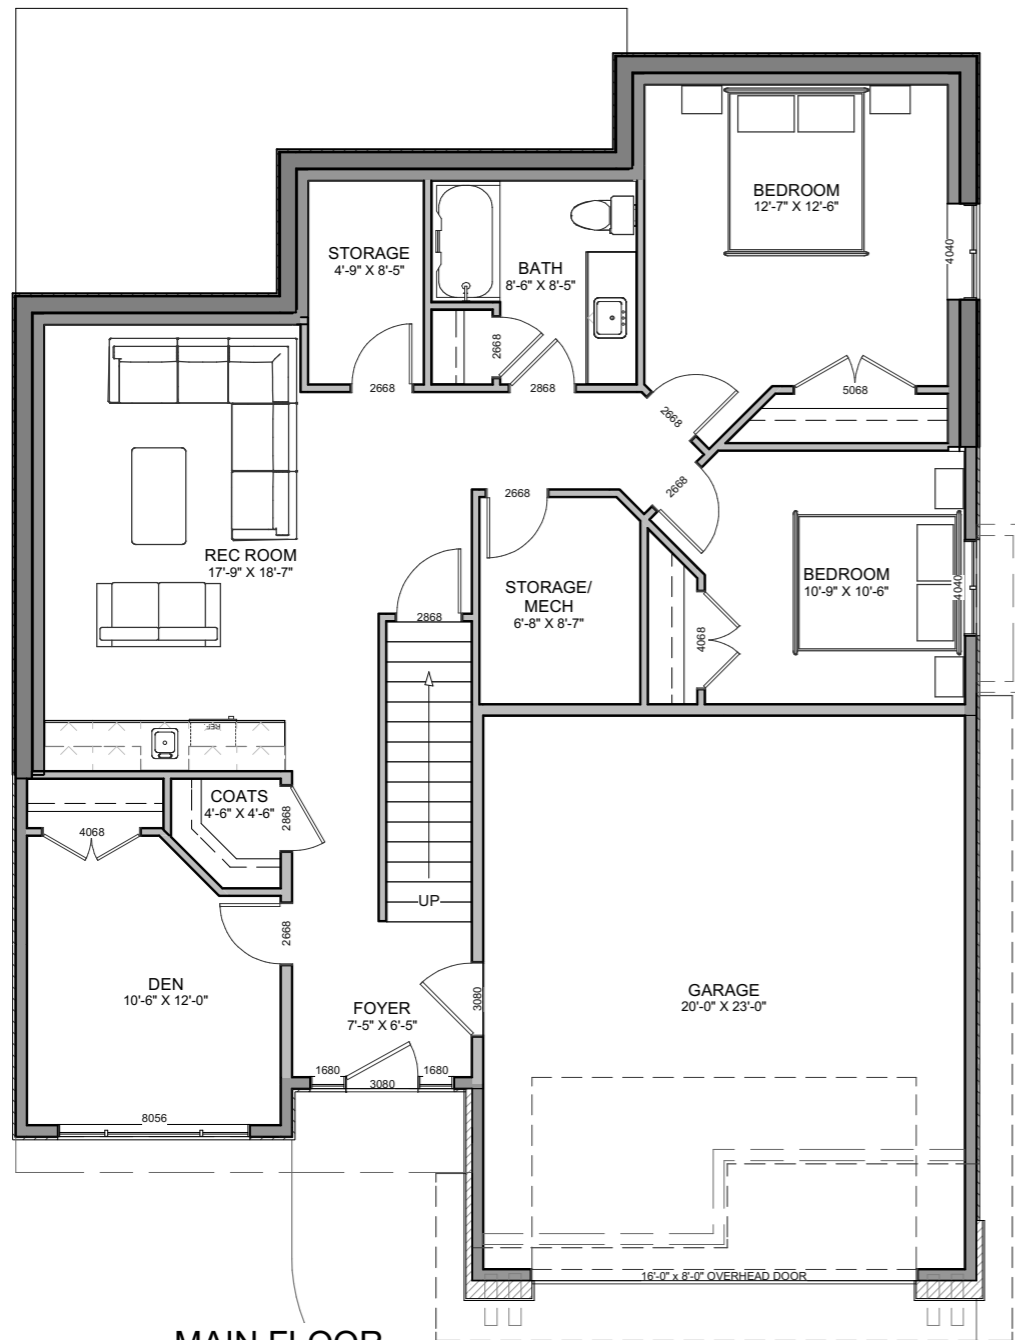 BEDROOM
12'-7" X 12'-6"
4040
STORAGE
4'-9" X 8'-5"
BATH
8'-6" X 8'-5"
2668
2668
2868
5068
2668
2668
2668
REC ROOM
17'-9" X 18'-7"
STORAGE/
MECH
6'-8" X 8'-7"
BEDROOM
10'-9" X 10'-6"
4040
2868
4068
REF
COATS
4'-6" X 4'-6"
2868
4068
UP
2668
DEN
10'-6" X 12'-0"
FOYER
7'-5" X 6'-5"
3080
GARAGE
20'-0" X 23'-0"
1680
3080
1680
8056
16'-0" x 8'-0" OVERHEAD DOOR
MAIN FLOOR